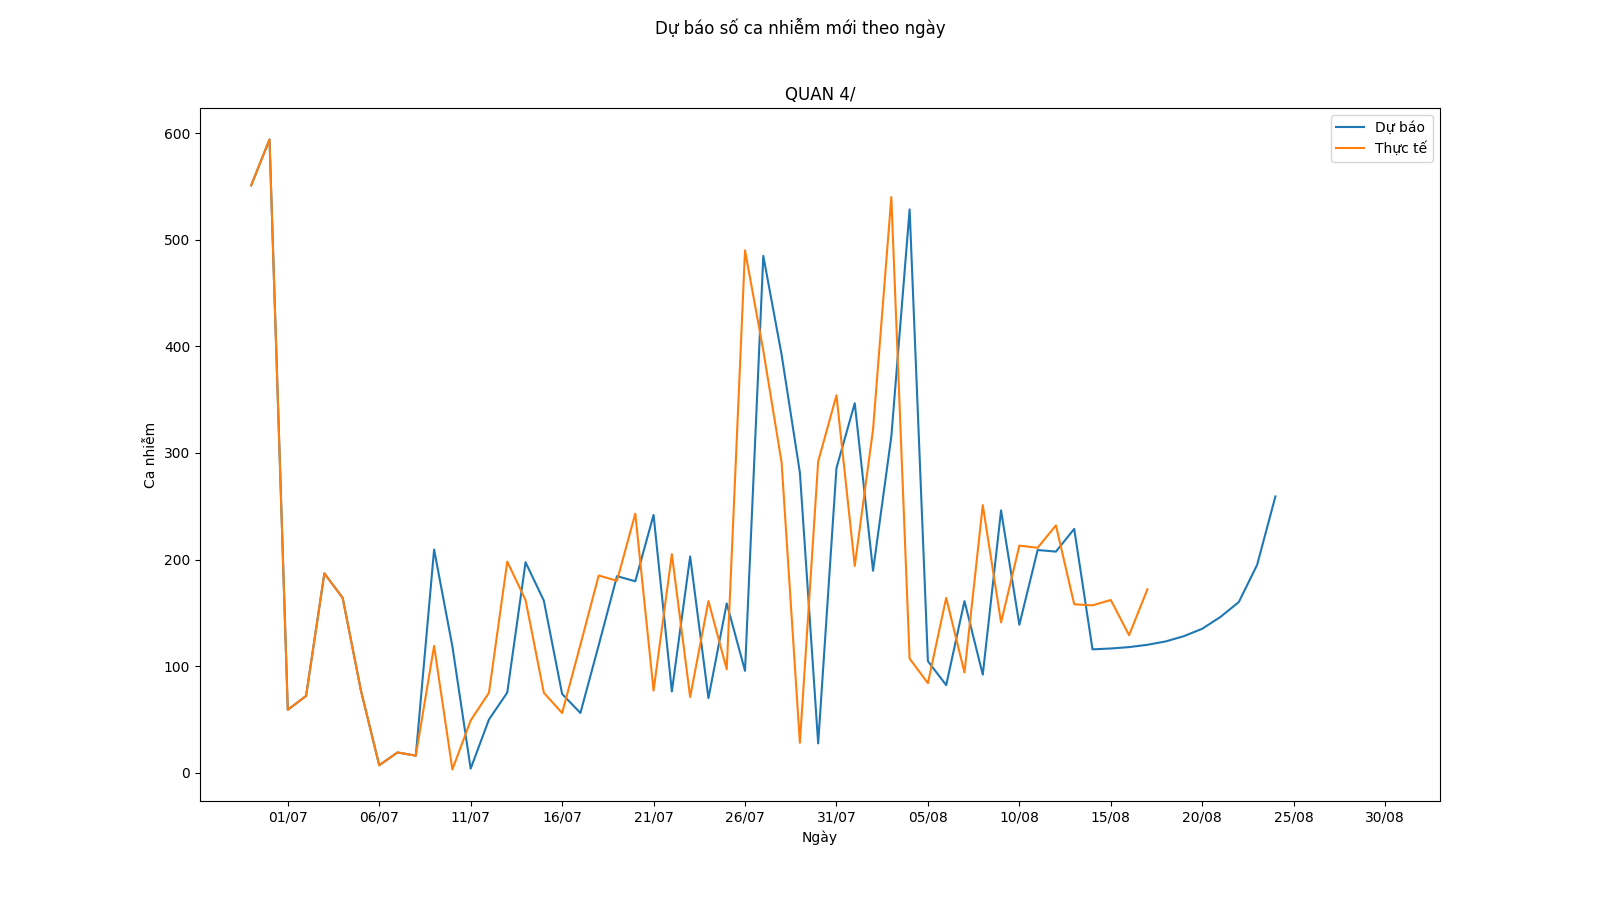 Dự báo số ca nhiễm mới theo ngày
QUAN 4/
Dự báo
Thực tế
600
500
400
300
200
100
0
Ca nhiễm
01/07 06/07 11/07 16/07 21/07 26/07 31/07 05/08 10/08 15/08 20/08 25/08 30/08
Ngày